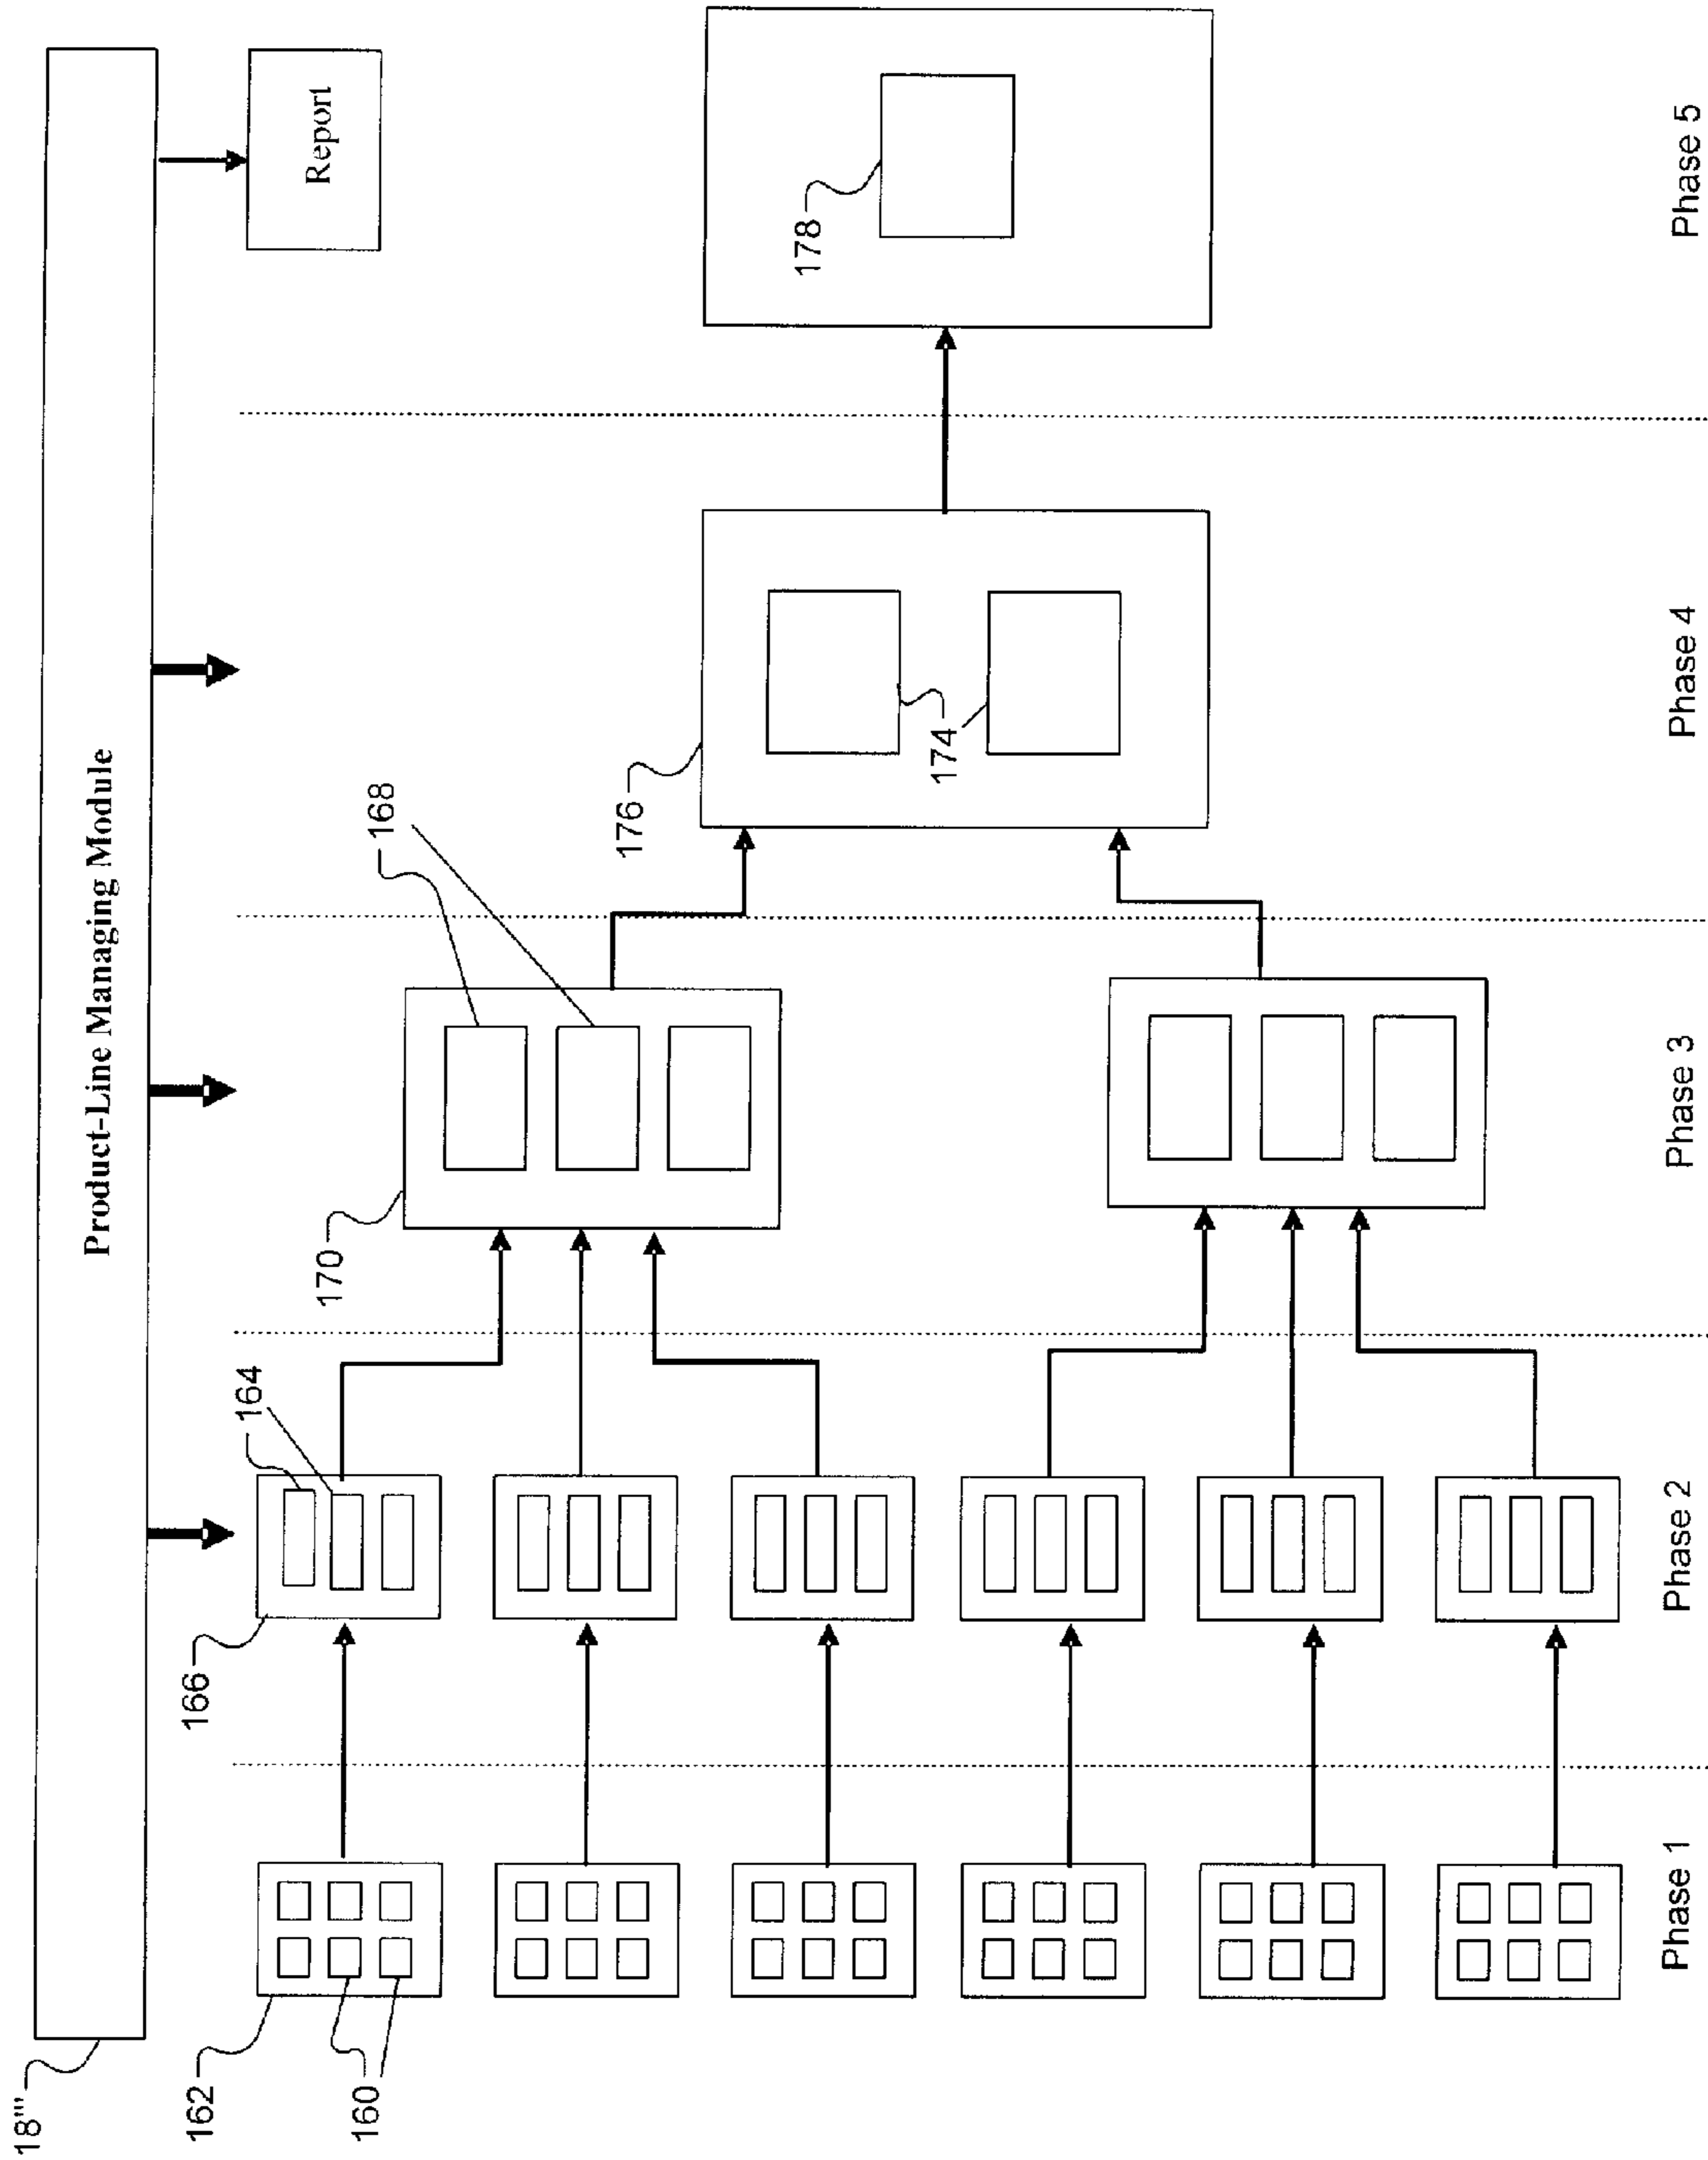 18'''
Product-Line Managing Module
Report
162
160
166
164
170
168
176
174
178
Phase 1
Phase 2
Phase 3
Phase 4
Phase 5